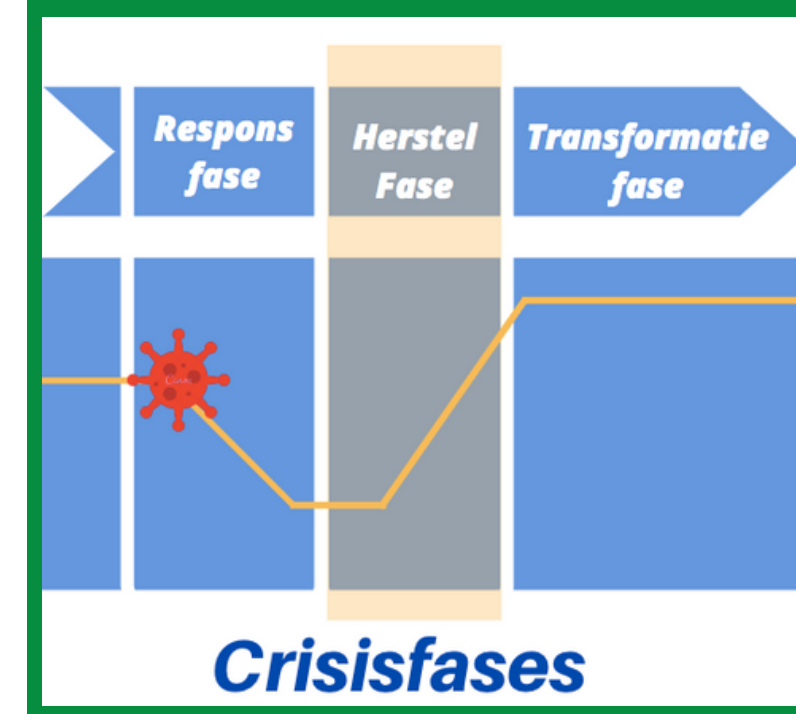 Respons
fase
Herstel
Fase
Transformatie
fase
Crisisfases